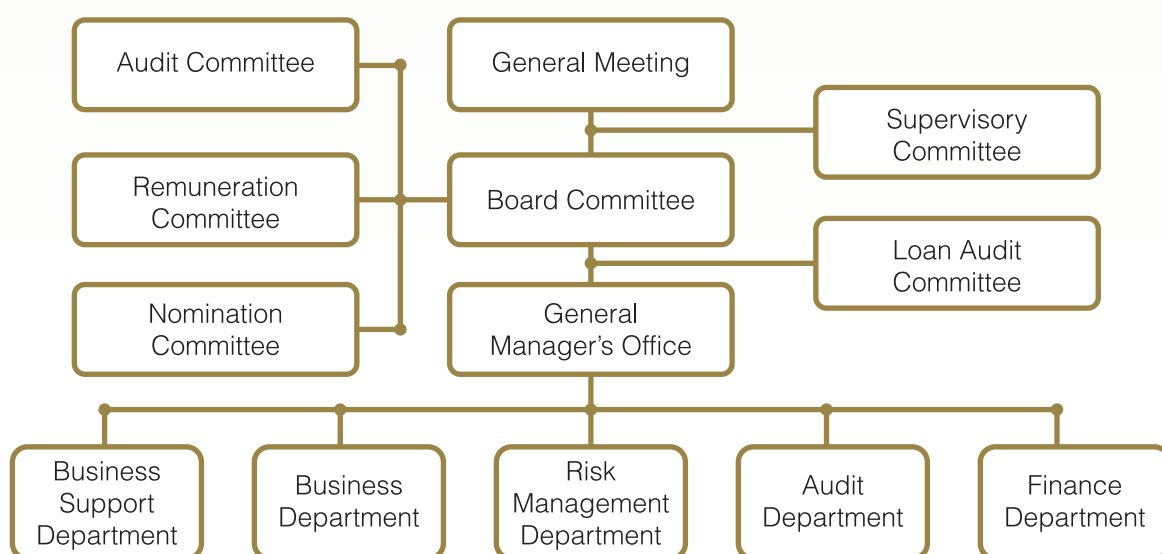 Audit Committee
General Meeting
Supervisory
Committee
Remuneration
Committee
Board Committee
Loan Audit
Committee
Nomination
Committee
General
Manager's Office
Business
Support
Department
Business
Department
Risk
Management
Department
Audit
Department
Finance
Department